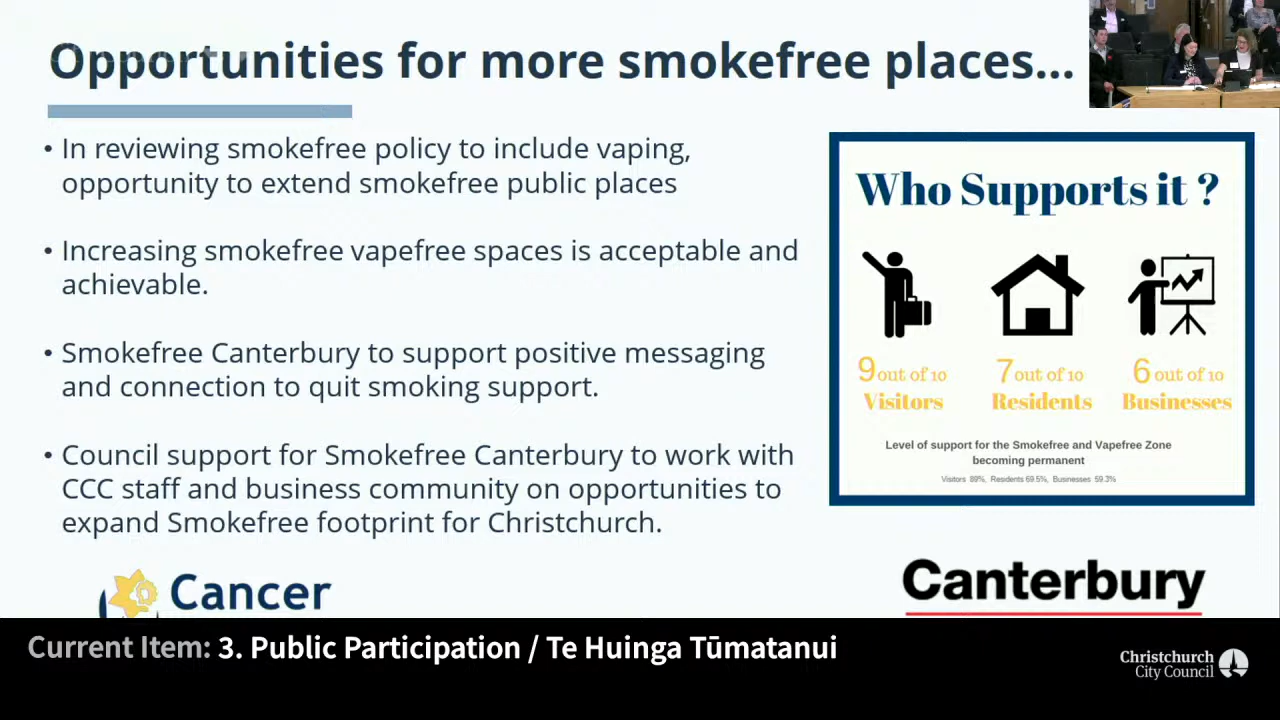 Opportunities for more smokefree places...
• In reviewing smokefree policy to include vaping,
opportunity to extend smokefree public places
• Increasing smokefree vapefree spaces is acceptable and
achievable.
• Smokefree Canterbury to support positive messaging
and connection to quit smoking support.
• Council support for Smokefree Canterbury to work with
CCC staff and business community on opportunities to
expand Smokefree footprint for Christchurch.
Who Supports it ?
9 out of 10 7 out of 10 6 out of 10
Visitors Residents Businesses
Level of support for the Smokefree and Vapefree Zone
becoming permanent
Visitors 89%, Residents 69.5%, Businesses 59.3%
Cancer
Canterbury
Current Item: 3. Public Participation / Te Huinga Tūmatanui
Christchurch
City Council